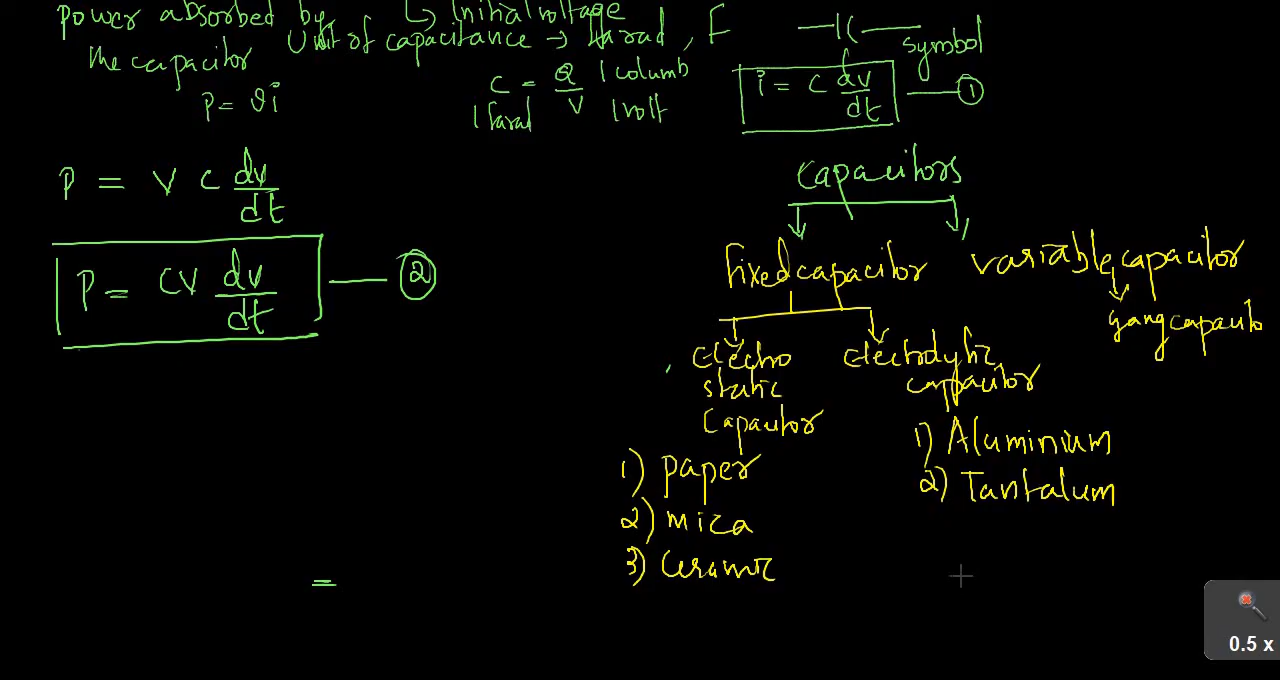 power absorbed by
the capacitor
P = vi
↳ Initial voltage
Unit of capacitance → Farad, F
C = Q/V 1 columb
1 Farad 1 volt
symbol
i = C dv/dt — ①
P = V C dv/dt
P = CV dv/dt — ②
Capacitors
Fixed capacitor
variable capacitor
gang capacito
Electro
static
Capacitor
1) paper
2) mica
3) Ceramic
Electrolytic
capacitor
1) Aluminium
2) Tantalum
=
0.5 x